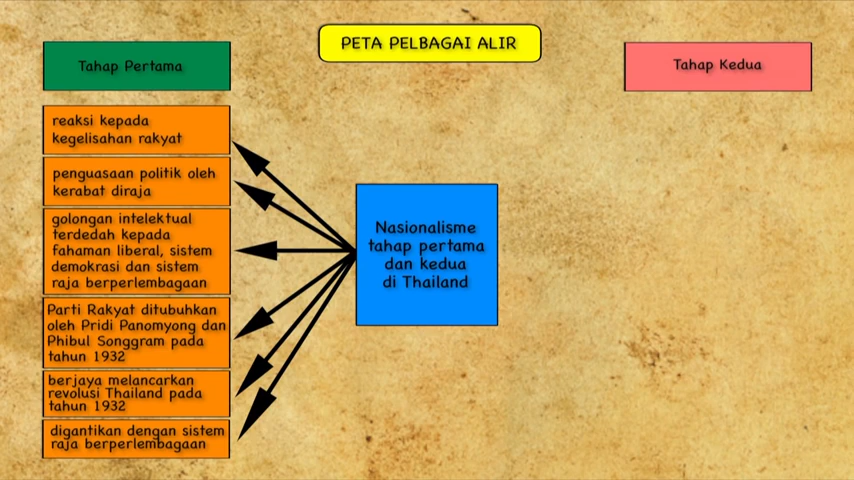 PETA PELBAGAI ALIR
Tahap Pertama
Tahap Kedua
reaksi kepada
kegelisahan rakyat
penguasaan politik oleh
kerabat diraja
golongan intelektual
terdedah kepada
fahaman liberal, sistem
demokrasi dan sistem
raja berperlembagaan
Parti Rakyat ditubuhkan
oleh Pridi Panomyong dan
Phibul Songgram pada
tahun 1932
berjaya melancarkan
revolusi Thailand pada
tahun 1932
digantikan dengan sistem
raja berperlembagaan
Nasionalisme
tahap pertama
dan kedua
di Thailand